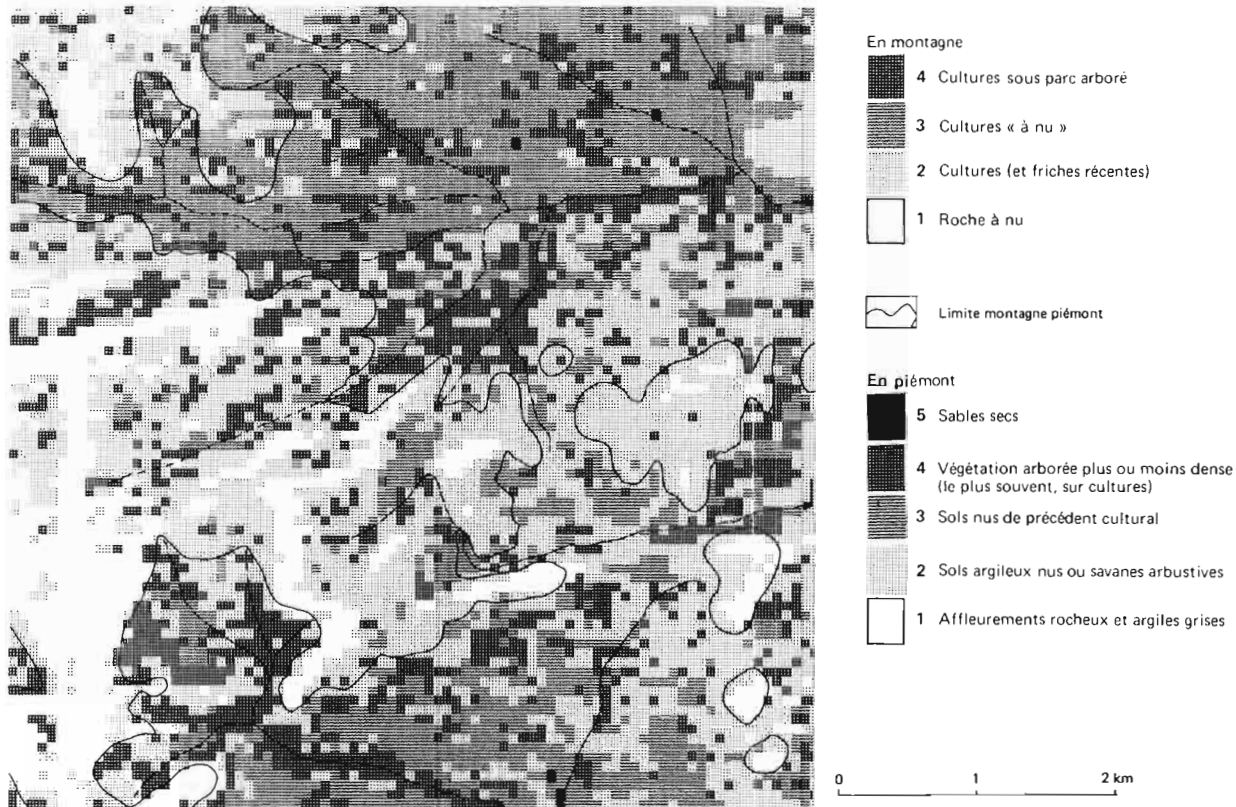 En montagne
4 Cultures sous parc arboré
3 Cultures « à nu »
2 Cultures (et friches récentes)
1 Roche à nu
Limite montagne piémont
En piémont
5 Sables secs
4 Végétation arborée plus ou moins dense
(le plus souvent, sur cultures)
3 Sols nus de précédent cultural
2 Sols argileux nus ou savanes arbustives
1 Affleurements rocheux et argiles grises
0 1 2 km